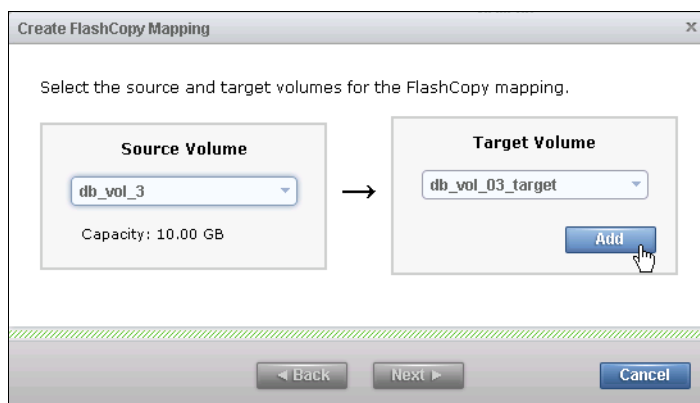 Create FlashCopy Mapping
x
Select the source and target volumes for the FlashCopy mapping.
Source Volume
db_vol_3
Capacity: 10.00 GB
Target Volume
db_vol_03_target
Add
Back
Next
Cancel